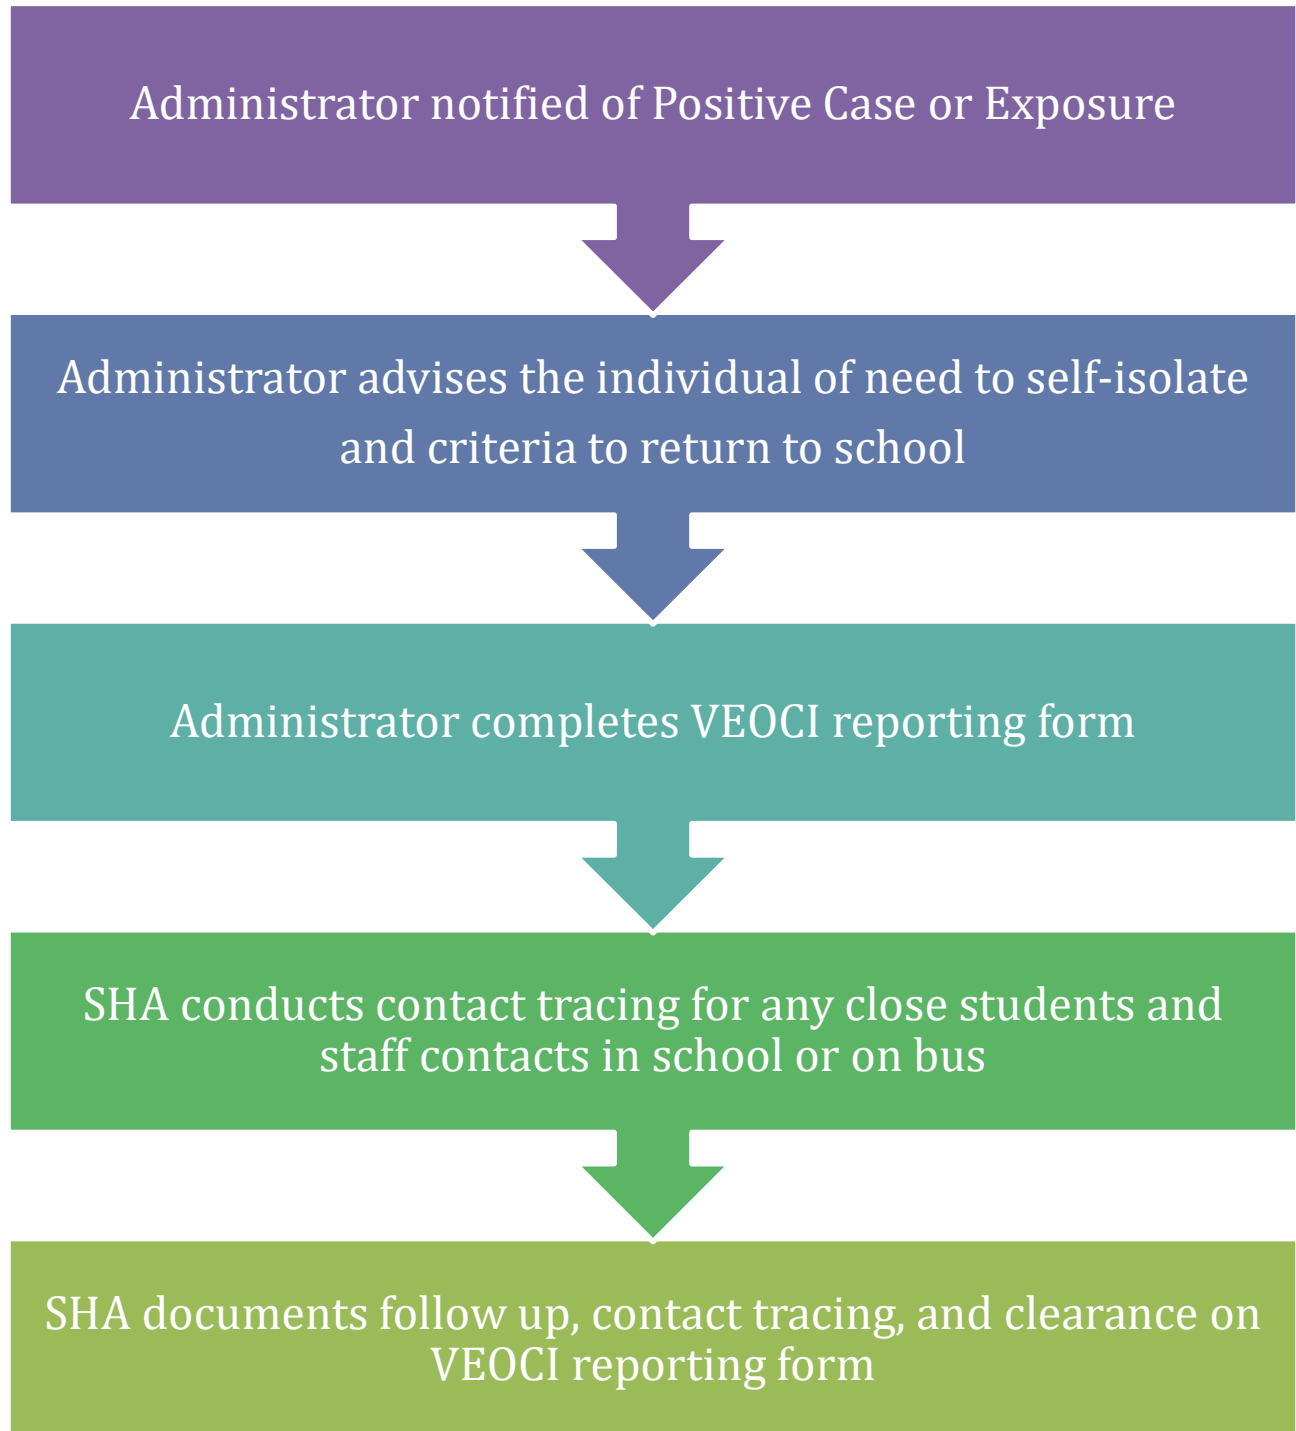 Administrator notified of Positive Case or Exposure
Administrator advises the individual of need to self-isolate
and criteria to return to school
Administrator completes VEOCI reporting form
SHA conducts contact tracing for any close students and
staff contacts in school or on bus
SHA documents follow up, contact tracing, and clearance on
VEOCI reporting form